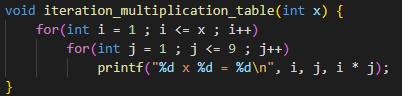 void iteration_multiplication_table(int x) {
    for(int i = 1 ; i <= x ; i++)
        for(int j = 1 ; j <= 9 ; j++)
            printf("%d x %d = %d\n", i, j, i * j);
}